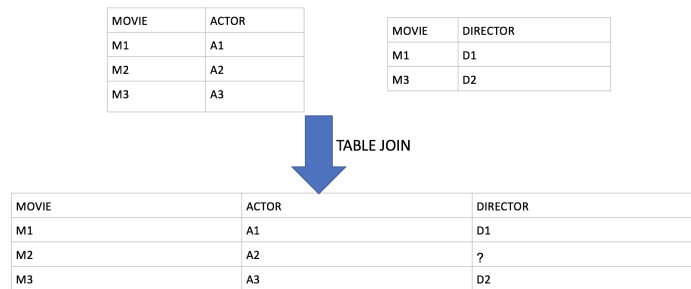 MOVIE ACTOR
M1 A1
M2 A2
M3 A3
MOVIE DIRECTOR
M1 D1
M3 D2
TABLE JOIN
MOVIE ACTOR DIRECTOR
M1 A1 D1
M2 A2 ?
M3 A3 D2